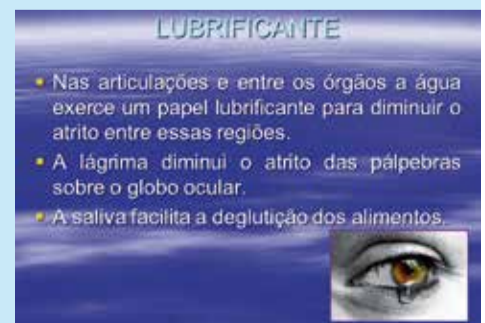 LUBRIFICANTE
Nas articulações e entre os órgãos a água
exerce um papel lubrificante para diminuir o
atrito entre essas regiões.
A lágrima diminui o atrito das pálpebras
sobre o globo ocular.
A saliva facilita a deglutição dos alimentos.